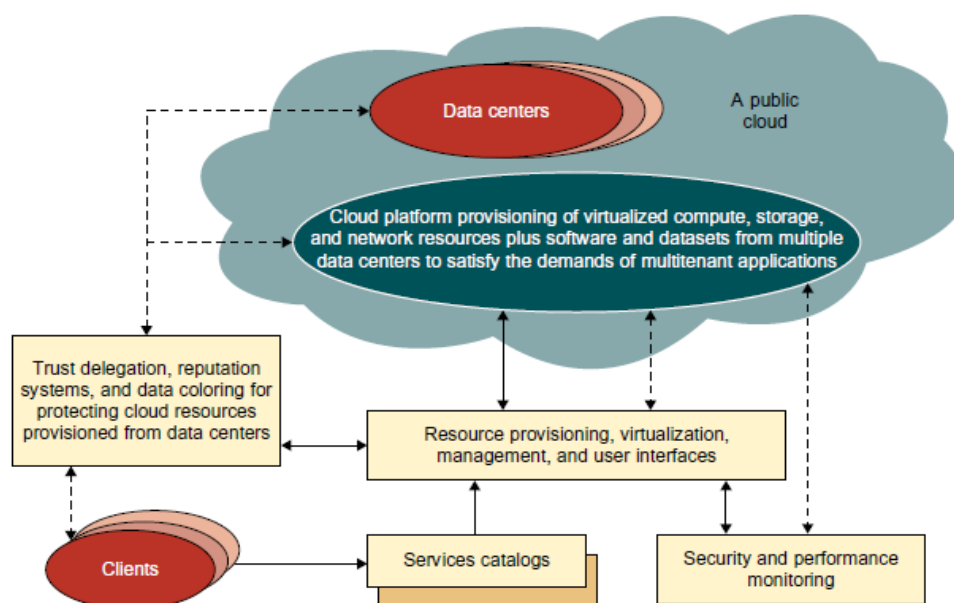 Data centers
A public
cloud
Cloud platform provisioning of virtualized compute, storage,
and network resources plus software and datasets from multiple
data centers to satisfy the demands of multitenant applications
Trust delegation, reputation
systems, and data coloring for
protecting cloud resources
provisioned from data centers
Resource provisioning, virtualization,
management, and user interfaces
Clients
Services catalogs
Security and performance
monitoring